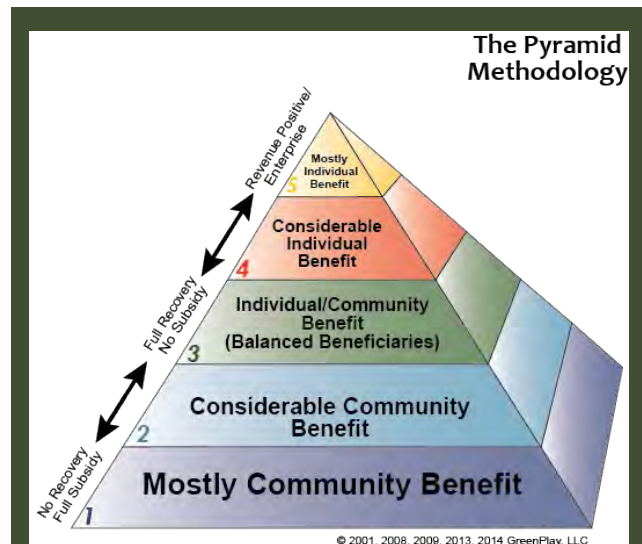 The Pyramid
Methodology
Revenue Positive/
Enterprise
Mostly
Individual
Benefit
5
Considerable
Individual
Benefit
4
Full Recovery
No Subsidy
Individual/Community
Benefit
(Balanced Beneficiaries)
3
Considerable Community
Benefit
2
No Recovery
Full Subsidy
Mostly Community Benefit
1
© 2001, 2008, 2009, 2013, 2014 GreenPlay, LLC